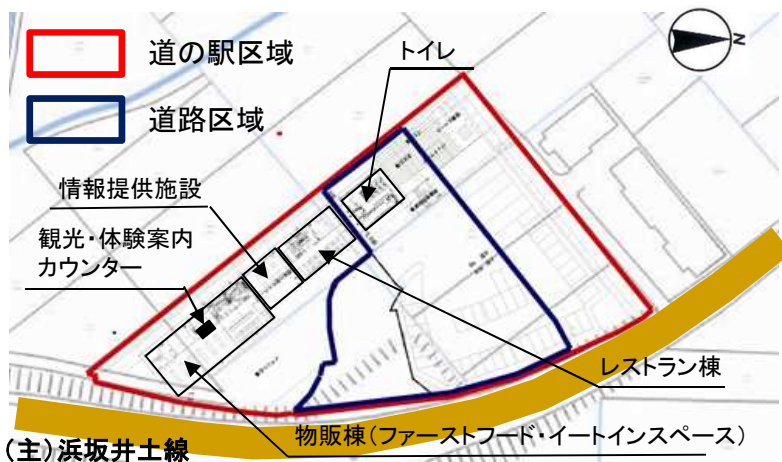 道の駅区域
トイレ
N
道路区域
情報提供施設
観光・体験案内
カウンター
レストラン棟
物販棟(ファーストフード・イートインスペース)
(主)浜坂井土線